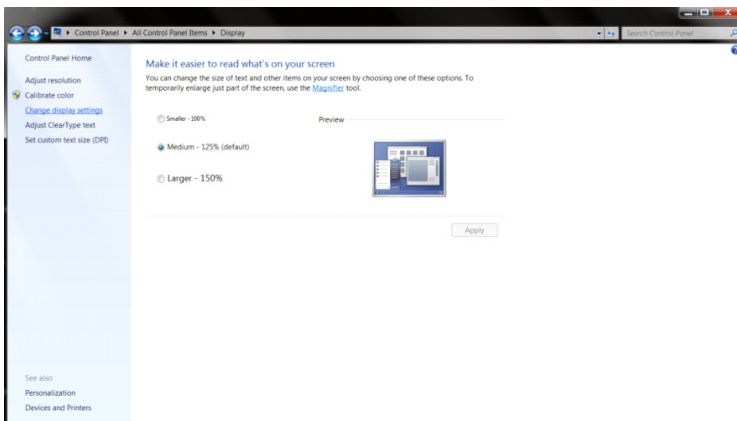 Control Panel ▸ All Control Panel Items ▸ Display
Search Control Panel
Control Panel Home
Adjust resolution
Calibrate color
Change display settings
Adjust ClearType text
Set custom text size (DPI)
See also
Personalization
Devices and Printers
Make it easier to read what's on your screen
You can change the size of text and other items on your screen by choosing one of these options. To
temporarily enlarge just part of the screen, use the Magnifier tool.
Smaller - 100%
Preview
Medium - 125% (default)
Larger - 150%
Apply